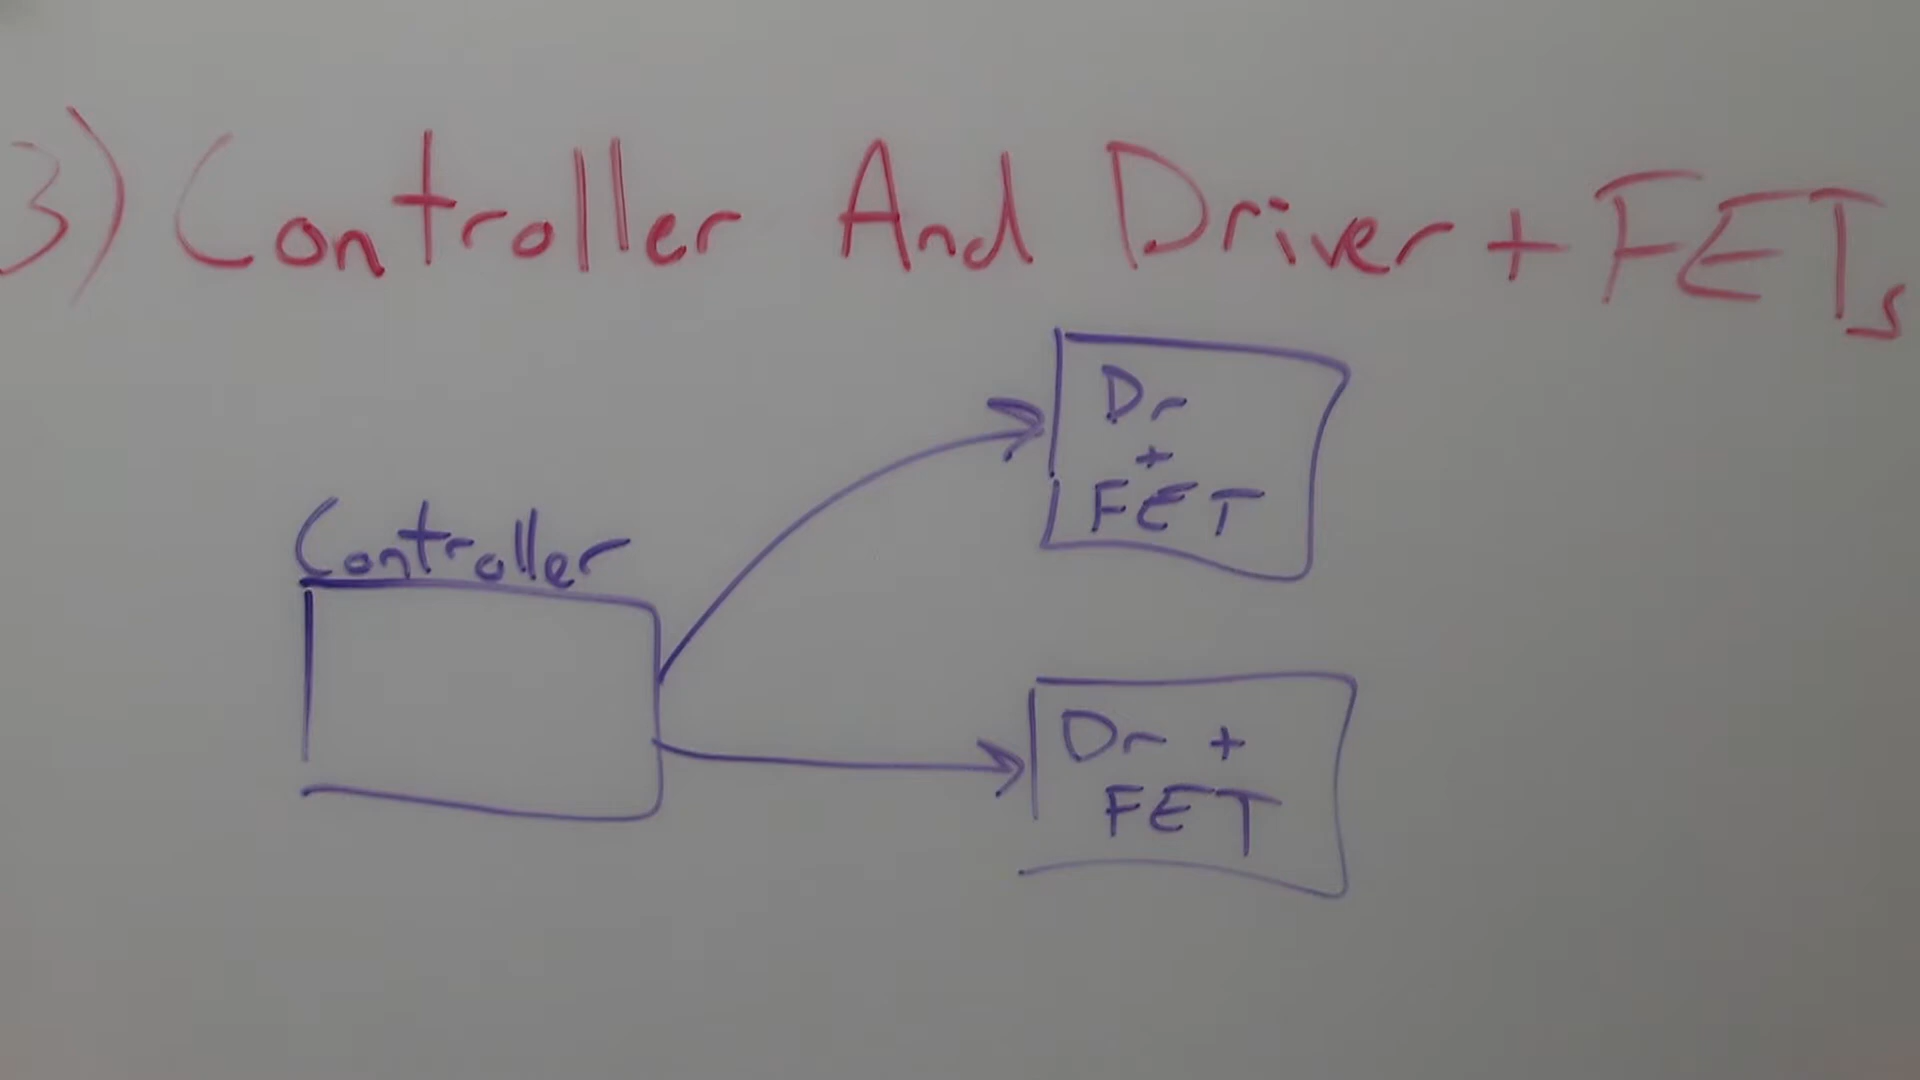 3) Controller And Driver + FETs
Controller
Dr
+
FET
Dr +
FET